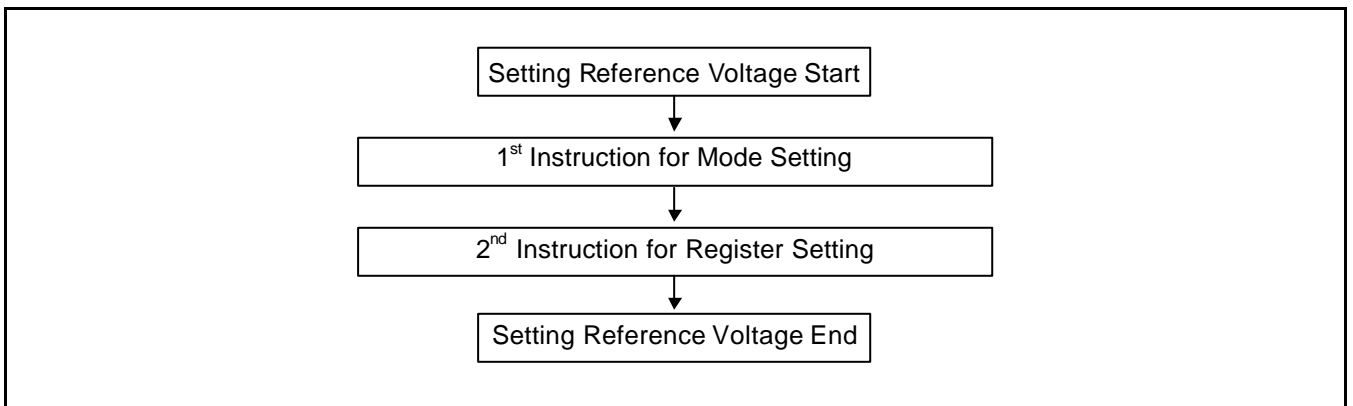 Setting Reference Voltage Start
1st Instruction for Mode Setting
2nd Instruction for Register Setting
Setting Reference Voltage End